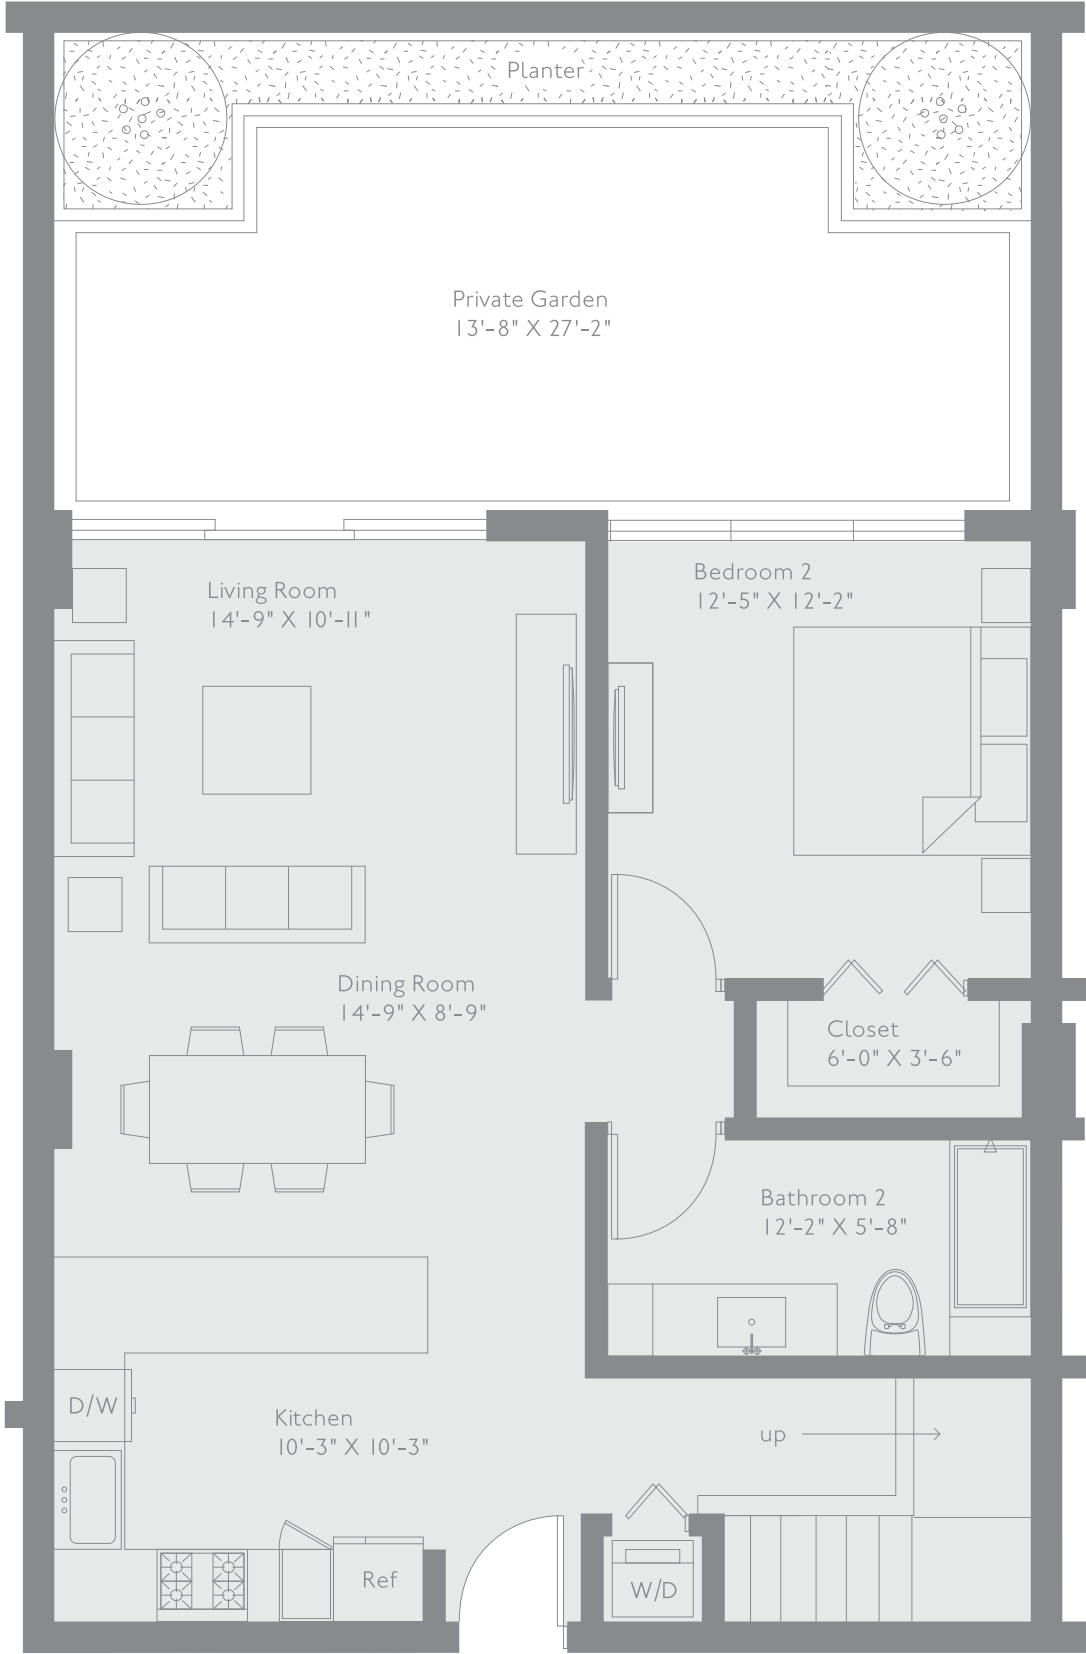 Planter
Private Garden
13'-8" X 27'-2"
Living Room
14'-9" X 10'-11"
Bedroom 2
12'-5" X 12'-2"
Dining Room
14'-9" X 8'-9"
Closet
6'-0" X 3'-6"
Bathroom 2
12'-2" X 5'-8"
D/W
Kitchen
10'-3" X 10'-3"
up
Ref
W/D